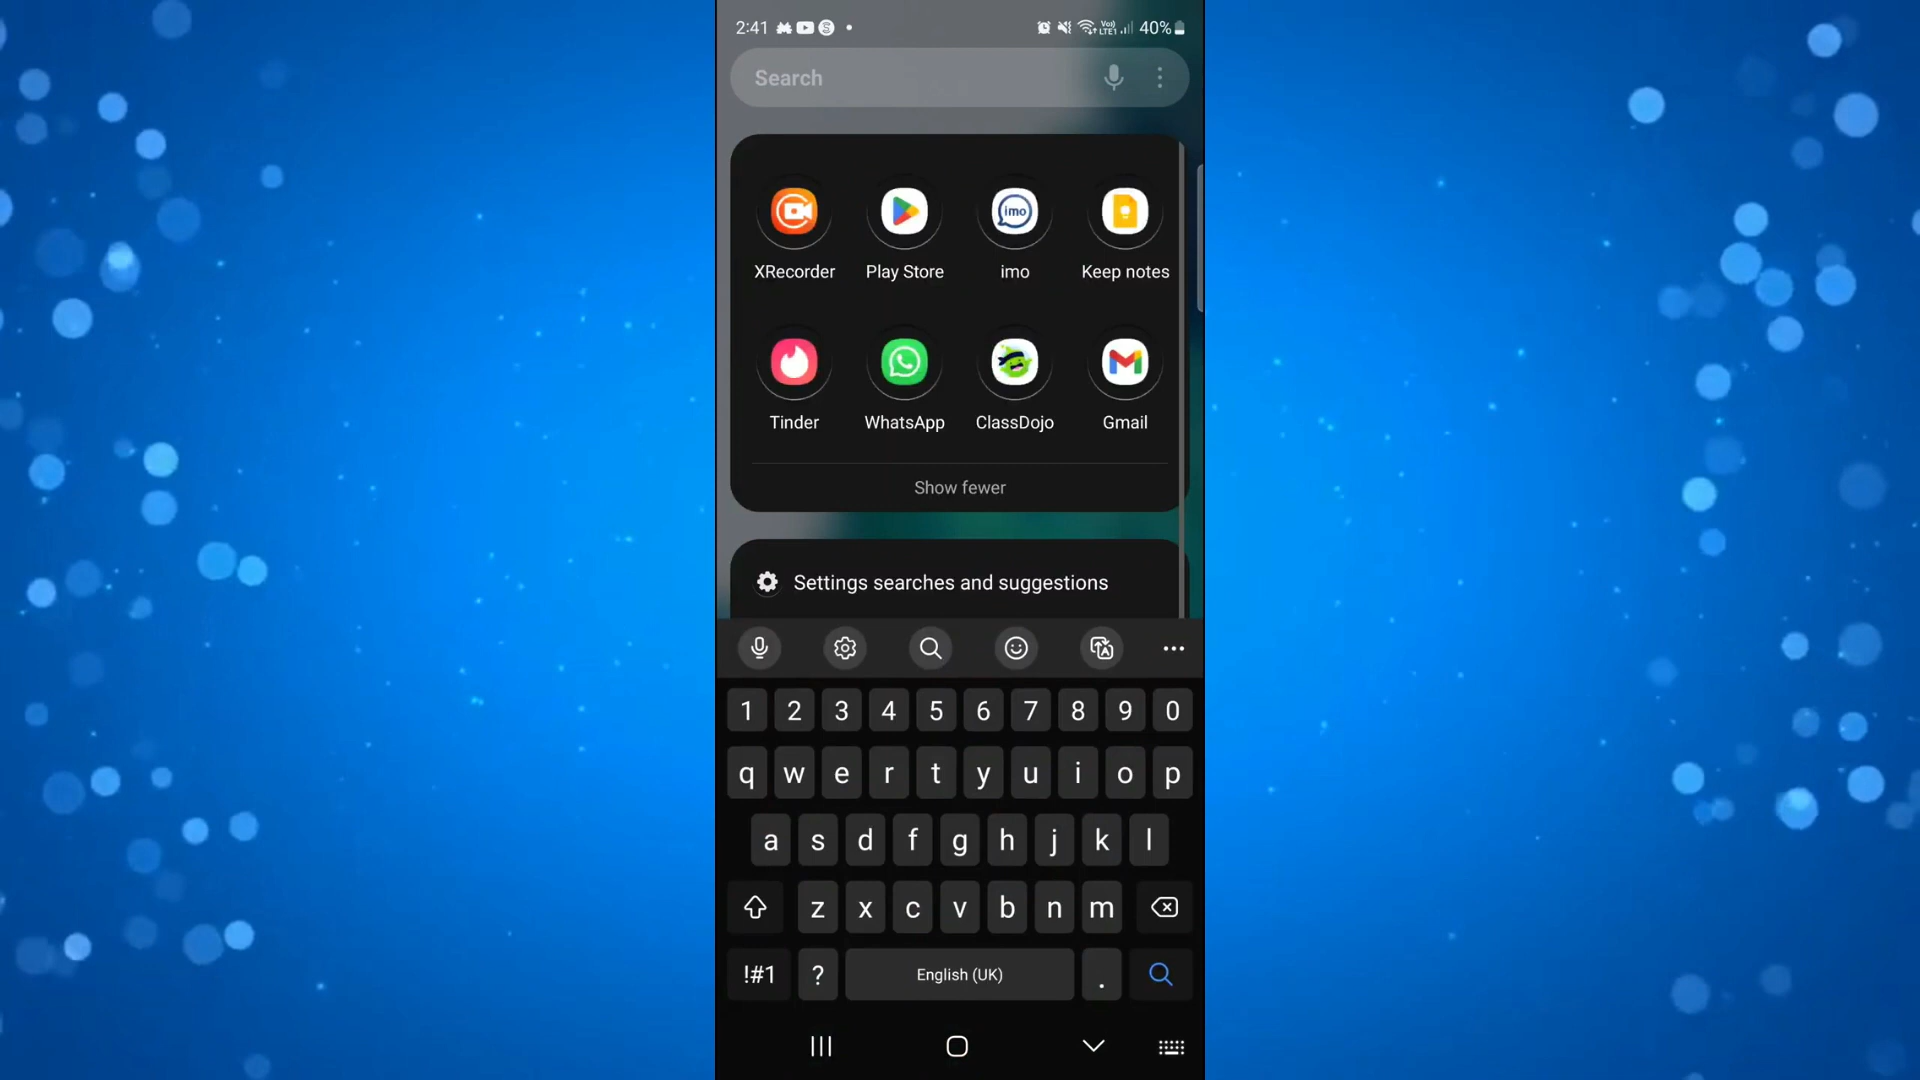 2:41 40%
Search
imo
XRecorder Play Store imo Keep notes
Tinder WhatsApp ClassDojo Gmail
Show fewer
Settings searches and suggestions
1 2 3 4 5 6 7 8 9 0
q w e r t y u i o p
a s d f g h j k l
z x c v b n m
!#1 ? English (UK) .